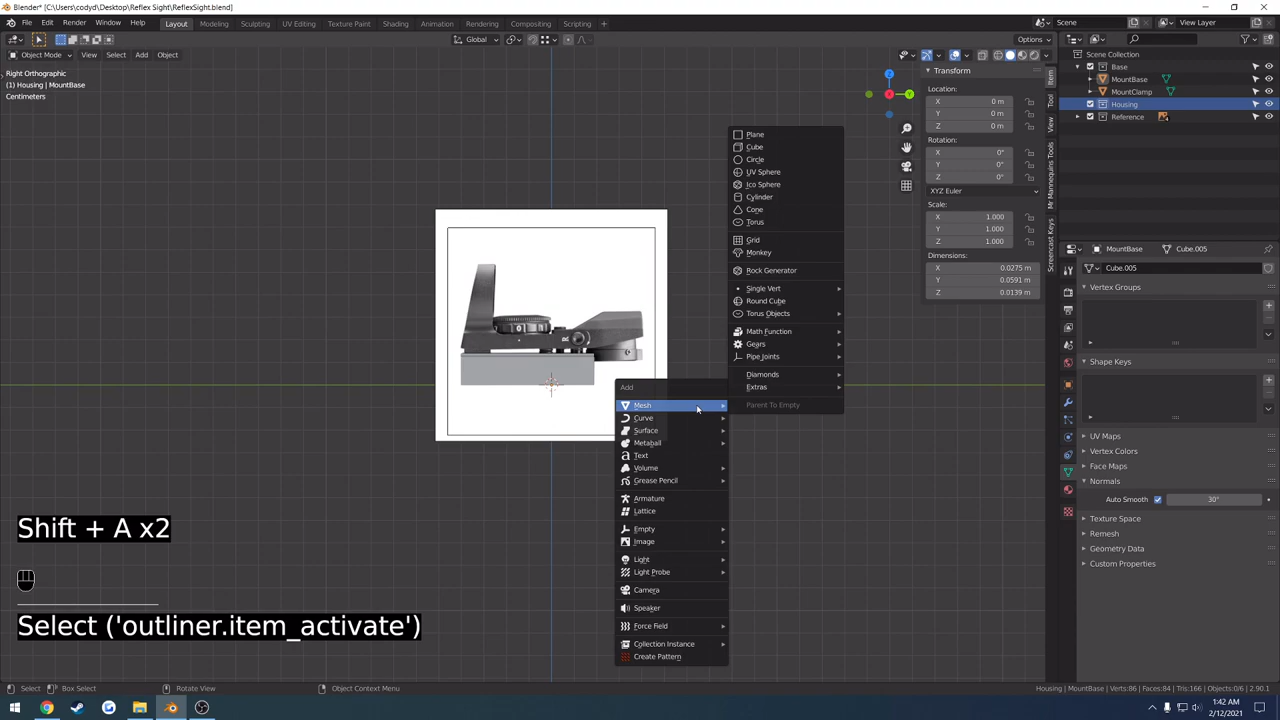 Blender* [C:\Users\codyd\Desktop\Reflex Sight\ReflexSight.blend]
File Edit Render Window Help Layout Modeling Sculpting UV Editing Texture Paint Shading Animation Rendering Compositing Scripting + Scene View Layer
Global Options
Object Mode View Select Add Object
Right Orthographic
(1) Housing | MountBase
Centimeters
Transform
Location:
X 0 m
Y 0 m
Z 0 m
Rotation:
X 0°
Y 0°
Z 0°
XYZ Euler
Scale:
X 1.000
Y 1.000
Z 1.000
Dimensions:
X 0.0275 m
Y 0.0591 m
Z 0.0139 m
Item
Tool
View
Mr Mannequins Tools
Screencast Keys
Z
X
Y
Plane
Cube
Circle
UV Sphere
Ico Sphere
Cylinder
Cone
Torus
Grid
Monkey
Rock Generator
Single Vert
Round Cube
Torus Objects
Math Function
Gears
Pipe Joints
Diamonds
Extras
Parent To Empty
Add
Mesh
Curve
Surface
Metaball
Text
Volume
Grease Pencil
Armature
Lattice
Empty
Image
Light
Light Probe
Camera
Speaker
Force Field
Collection Instance
Create Pattern
Scene Collection
Base
MountBase
MountClamp
Housing
Reference
MountBase Cube.005
Cube.005
Vertex Groups
Shape Keys
UV Maps
Vertex Colors
Face Maps
Normals
Auto Smooth 30°
Texture Space
Remesh
Geometry Data
Custom Properties
Shift + A x2
Select ('outliner.item_activate')
Select Box Select Rotate View Object Context Menu Housing | MountBase | Verts:86 | Faces:84 | Tris:166 | Objects:0/6 | 2.90.1
1:42 AM
2/12/2021